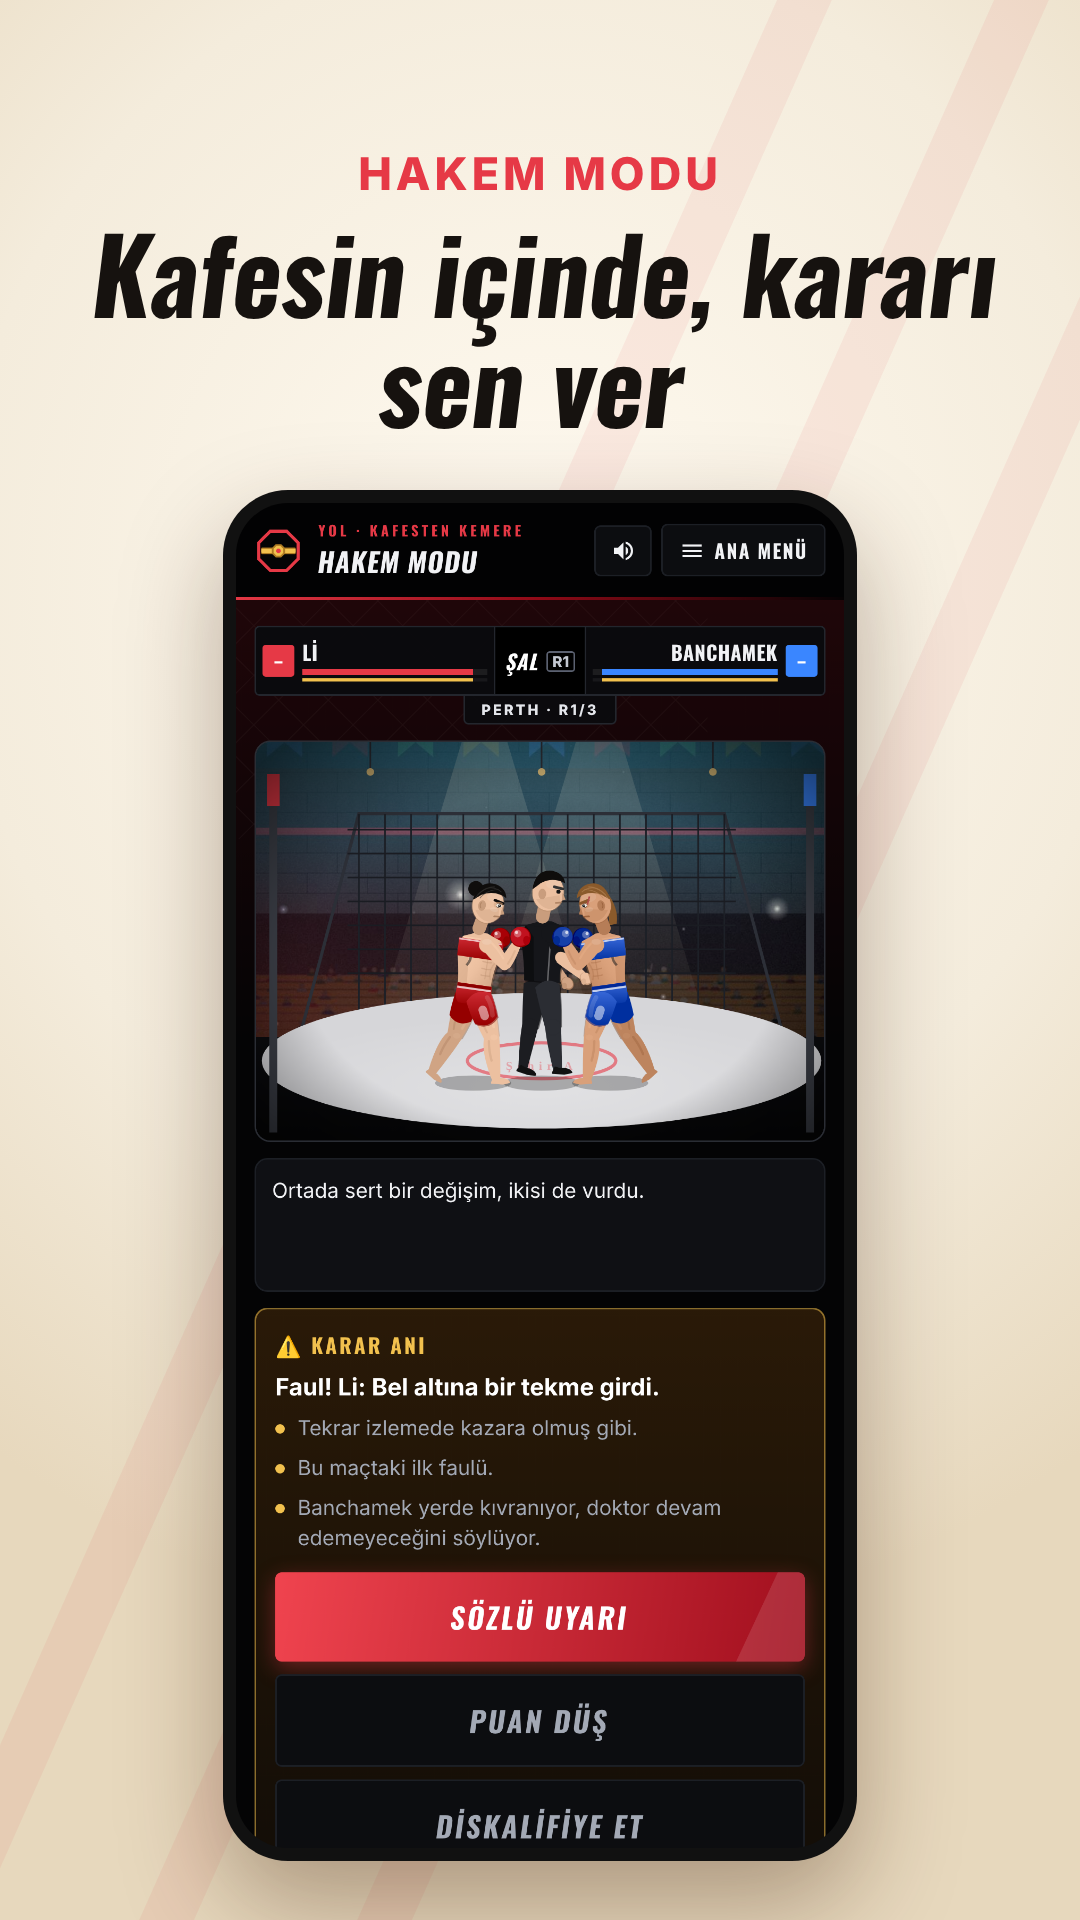 HAKEM MODU
Kafesin içinde, kararı
sen ver
YOL · KAFESTEN KEMERE
HAKEM MODU
ANA MENÜ
Lİ
ŞAL R1
BANCHAMEK
PERTH · R1/3
Ortada sert bir değişim, ikisi de vurdu.
KARAR ANI
Faul! Li: Bel altına bir tekme girdi.
Tekrar izlemede kazara olmuş gibi.
Bu maçtaki ilk faulü.
Banchamek yerde kıvranıyor, doktor devam
edemeyeceğini söylüyor.
SÖZLÜ UYARI
PUAN DÜŞ
DİSKALİFİYE ET